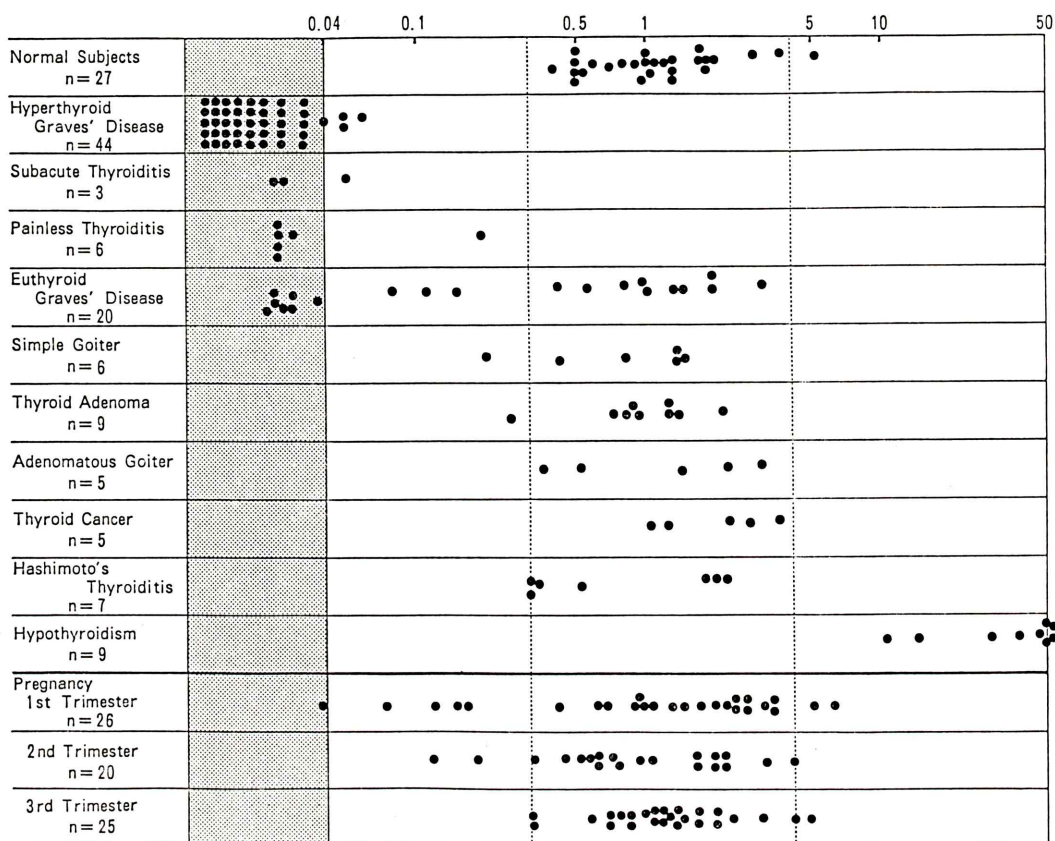 0.04 0.1 0.5 1 5 10 50
Normal Subjects
n=27
Hyperthyroid
Graves' Disease
n=44
Subacute Thyroiditis
n=3
Painless Thyroiditis
n=6
Euthyroid
Graves' Disease
n=20
Simple Goiter
n=6
Thyroid Adenoma
n=9
Adenomatous Goiter
n=5
Thyroid Cancer
n=5
Hashimoto's
Thyroiditis
n=7
Hypothyroidism
n=9
Pregnancy
1st Trimester
n=26
2nd Trimester
n=20
3rd Trimester
n=25